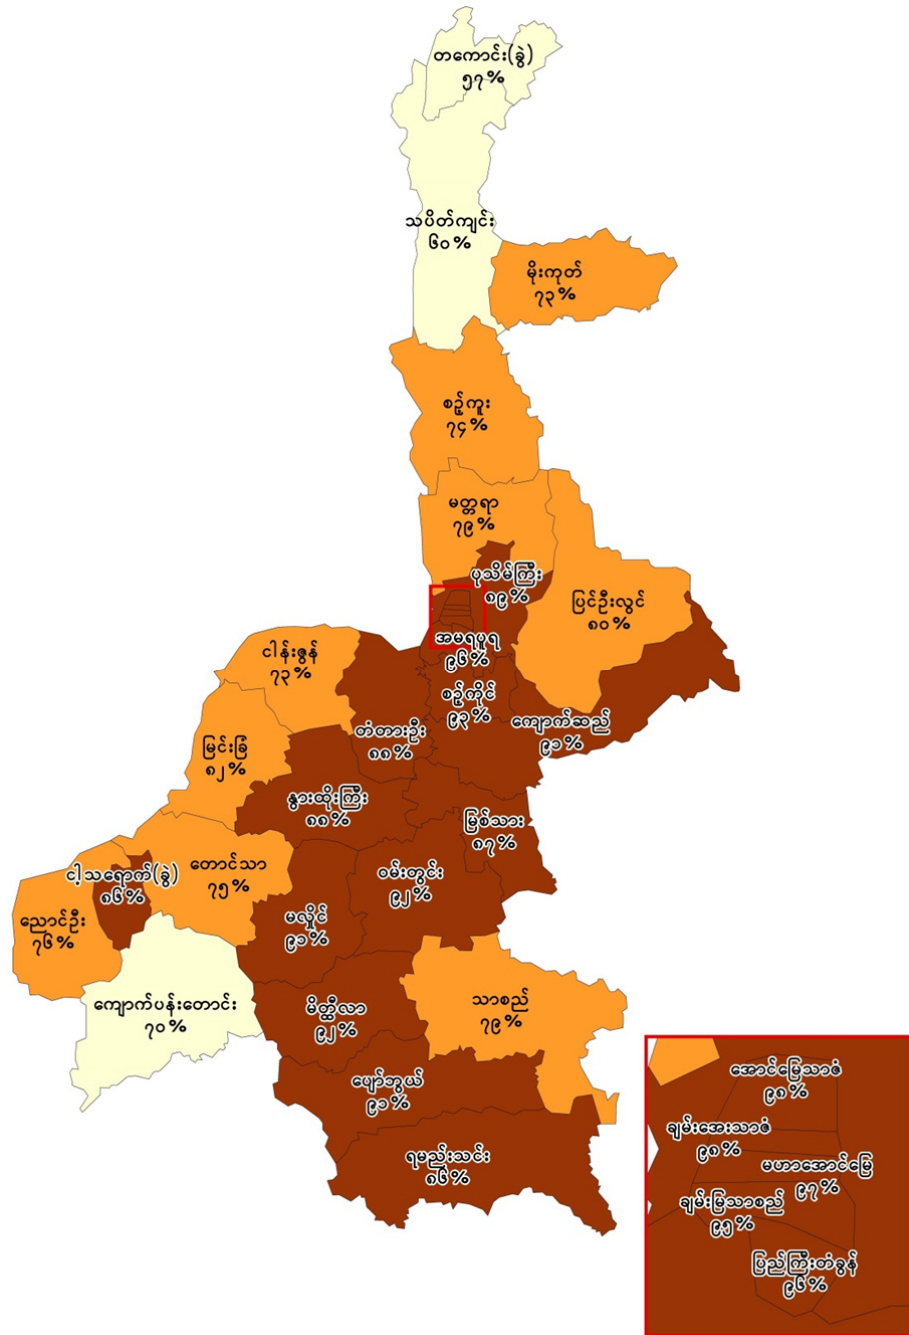 တကောင်း(ခွဲ)
၅၇%
သပိတ်ကျင်း
၆၀%
မိုးကုတ်
၇၃%
စဉ့်ကူး
၇၄%
မတ္တရာ
၇၉%
ပုသိမ်ကြီး
၈၉%
ပြင်ဦးလွင်
၈၀%
အမရပူရ
၉၆%
ငါန်းဇွန်
၇၃%
စဉ့်ကိုင်
၉၃%
ကျောက်ဆည်
၉၁%
တံတားဦး
၈၈%
မြင်းခြံ
၈၂%
နွားထိုးကြီး
၈၈%
မြစ်သား
၈၇%
တောင်သာ
၇၅%
ဝမ်းတွင်း
၉၂%
ငါ့သရောက်(ခွဲ)
၈၆%
မလှိုင်
၉၁%
ညောင်ဦး
၇၆%
ကျောက်ပန်းတောင်း
၇၀%
မိတ္ထီလာ
၉၂%
သာစည်
၇၉%
ပျော်ဘွယ်
၉၁%
ရမည်းသင်း
၈၆%
အောင်မြေသာဇံ
၉၈%
ချမ်းအေးသာဇံ
၉၈%
မဟာအောင်မြေ
၉၇%
ချမ်းမြသာစည်
၉၅%
ပြည်ကြီးတံခွန်
၉၆%